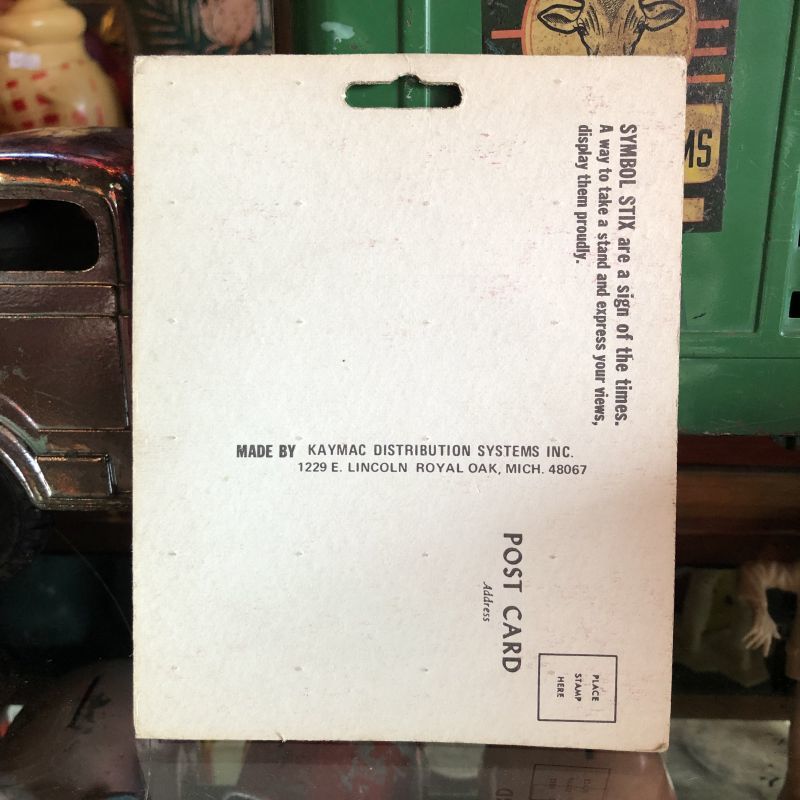 SYMBOL STIX are a sign of the times.
A way to take a stand and express your views,
display them proudly.
MADE BY KAYMAC DISTRIBUTION SYSTEMS INC.
1229 E. LINCOLN ROYAL OAK, MICH. 48067
POST CARD
Address
PLACE
STAMP
HERE
MS